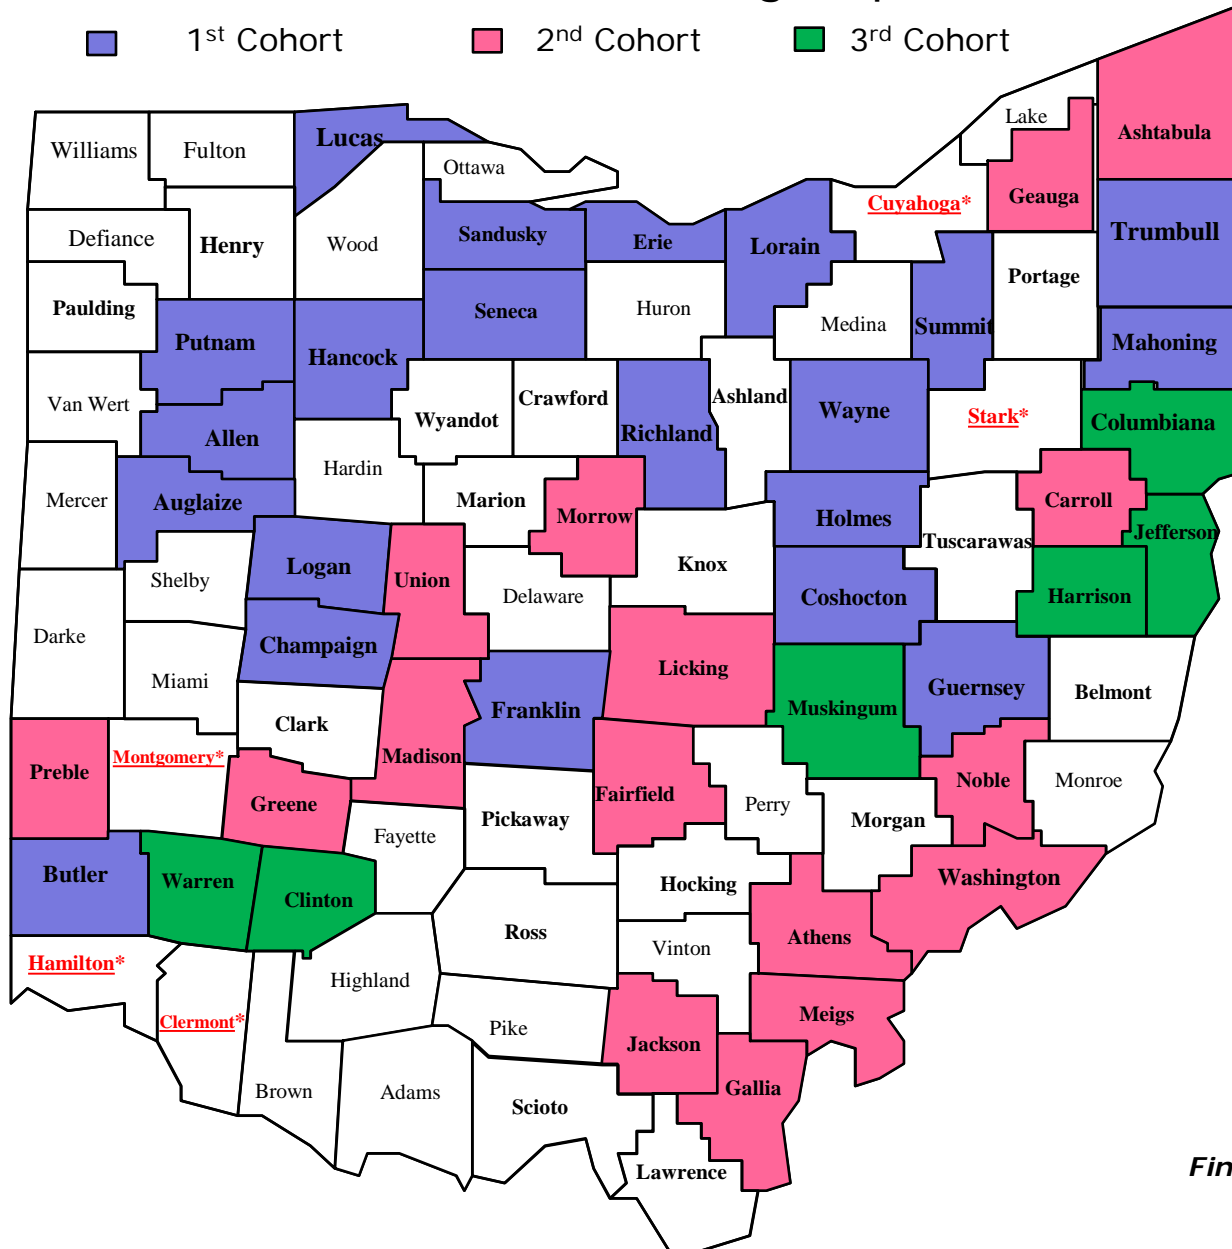 1st Cohort
2nd Cohort
3rd Cohort
Lake
Ashtabula
Lucas
Williams
Fulton
Ottawa
Geauga
Cuyahoga*
Trumbull
Defiance
Henry
Wood
Sandusky
Erie
Lorain
Portage
Paulding
Huron
Seneca
Medina
Summit
Putnam
Hancock
Mahoning
Van Wert
Wyandot
Crawford
Ashland
Wayne
Stark*
Columbiana
Allen
Richland
Hardin
Mercer
Auglaize
Marion
Morrow
Holmes
Carroll
Jefferson
Tuscarawas
Logan
Union
Knox
Shelby
Delaware
Coshocton
Harrison
Darke
Champaign
Licking
Miami
Guernsey
Belmont
Franklin
Muskingum
Clark
Montgomery*
Madison
Preble
Noble
Monroe
Greene
Fairfield
Perry
Pickaway
Morgan
Fayette
Butler
Warren
Hocking
Washington
Clinton
Ross
Athens
Vinton
Hamilton*
Highland
Clermont*
Pike
Meigs
Jackson
Brown
Adams
Gallia
Scioto
Lawrence
Fin